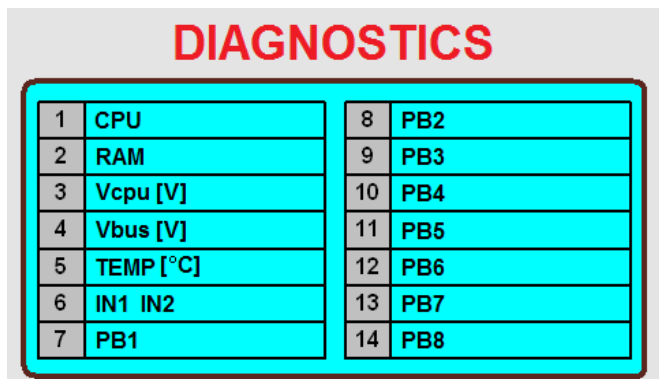 DIAGNOSTICS
1 CPU
2 RAM
3 Vcpu [V]
4 Vbus [V]
5 TEMP [°C]
6 IN1 IN2
7 PB1
8 PB2
9 PB3
10 PB4
11 PB5
12 PB6
13 PB7
14 PB8